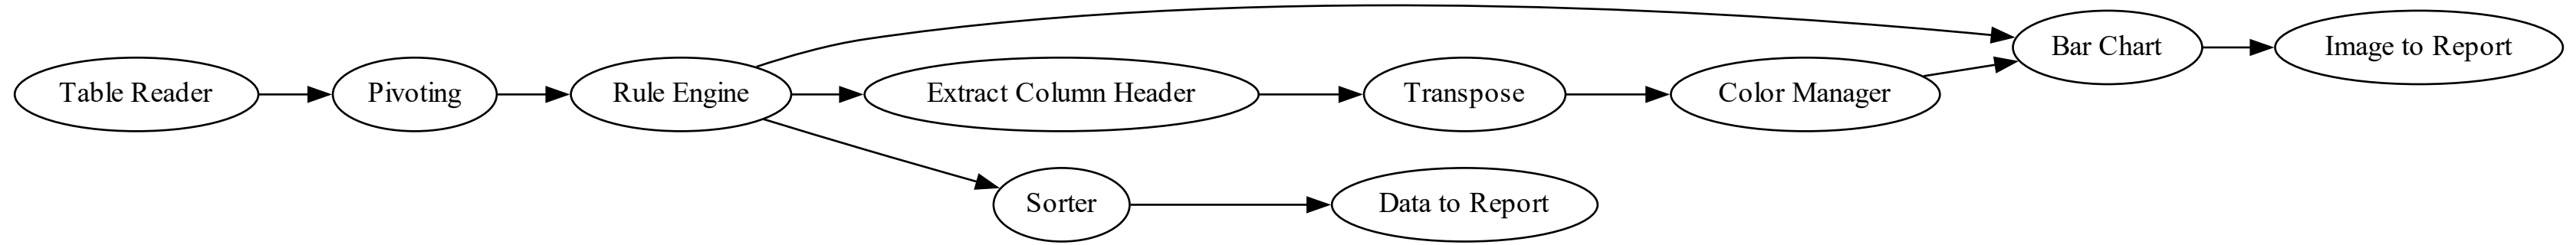 Table Reader
Pivoting
Rule Engine
Extract Column Header
Transpose
Color Manager
Bar Chart
Image to Report
Sorter
Data to Report